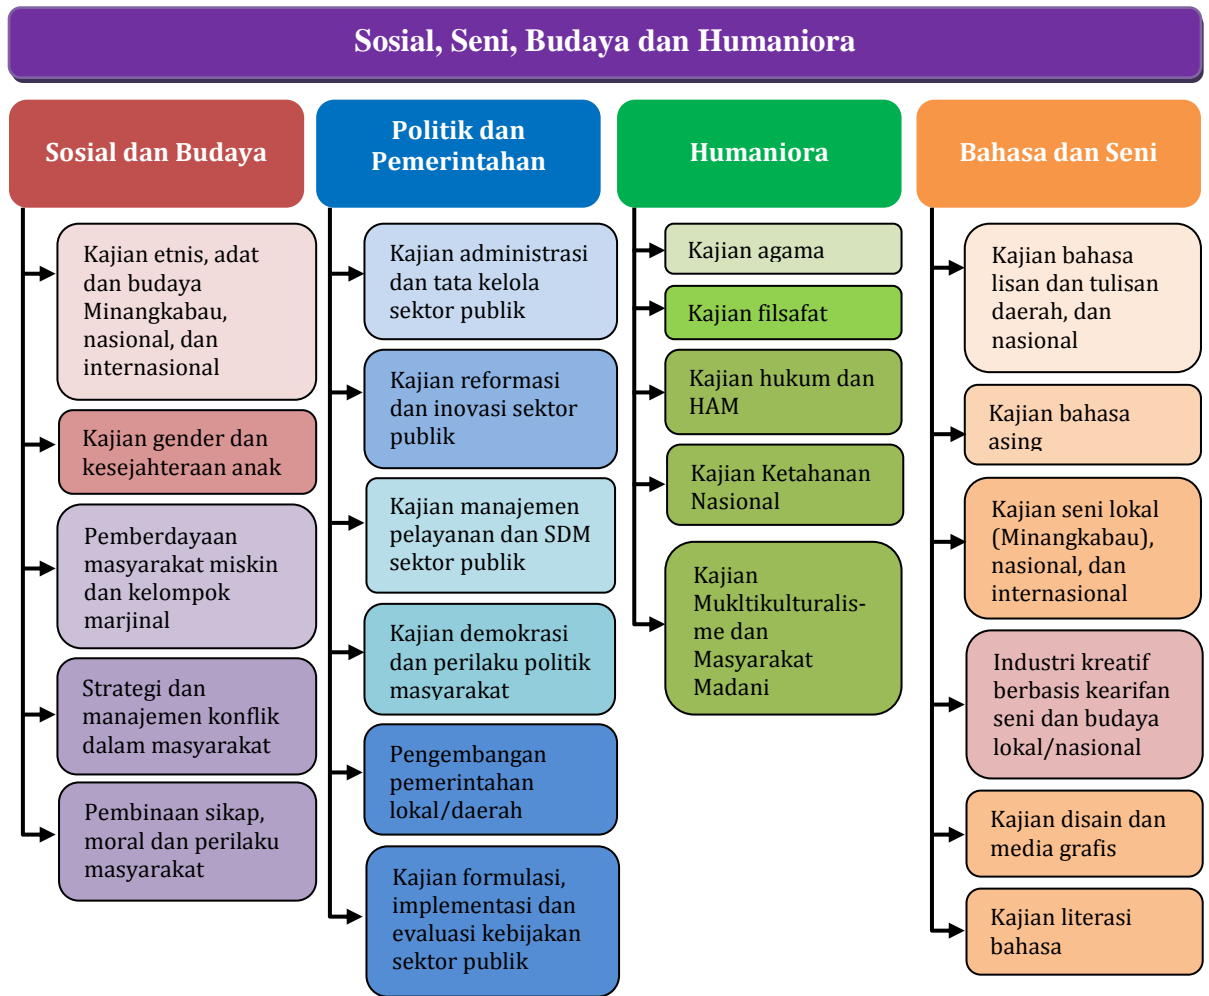 Sosial, Seni, Budaya dan Humaniora
Sosial dan Budaya
Kajian etnis, adat
dan budaya
Minangkabau,
nasional, dan
internasional
Kajian gender dan
kesejahteraan anak
Pemberdayaan
masyarakat miskin
dan kelompok
marjinal
Strategi dan
manajemen konflik
dalam masyarakat
Pembinaan sikap,
moral dan perilaku
masyarakat
Politik dan
Pemerintahan
Kajian administrasi
dan tata kelola
sektor publik
Kajian reformasi
dan inovasi sektor
publik
Kajian manajemen
pelayanan dan SDM
sektor publik
Kajian demokrasi
dan perilaku politik
masyarakat
Pengembangan
pemerintahan
lokal/daerah
Kajian formulasi,
implementasi dan
evaluasi kebijakan
sektor publik
Humaniora
Kajian agama
Kajian filsafat
Kajian hukum dan
HAM
Kajian Ketahanan
Nasional
Kajian
Mukltikulturalis-
me dan
Masyarakat
Madani
Bahasa dan Seni
Kajian bahasa
lisan dan tulisan
daerah, dan
nasional
Kajian bahasa
asing
Kajian seni lokal
(Minangkabau),
nasional, dan
internasional
Industri kreatif
berbasis kearifan
seni dan budaya
lokal/nasional
Kajian disain dan
media grafis
Kajian literasi
bahasa